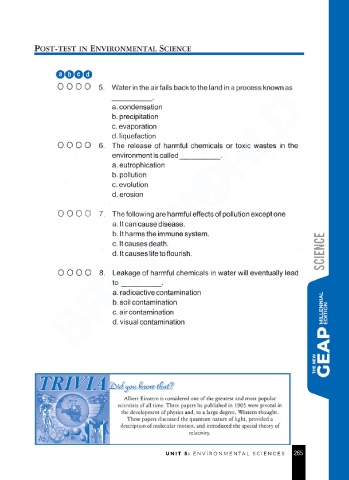 POST-TEST IN ENVIRONMENTAL SCIENCE
a b c d
5. Water in the air falls back to the land in a process known as
__________.
a. condensation
b. precipitation
c. evaporation
d. liquefaction
6. The release of harmful chemicals or toxic wastes in the
environment is called __________.
a. eutrophication
b. pollution
c. evolution
d. erosion
7. The following are harmful effects of pollution except one
a. It can cause disease.
b. It harms the immune system.
c. It causes death.
d. It causes life to flourish.
8. Leakage of harmful chemicals in water will eventually lead
to __________.
a. radioactive contamination
b. soil contamination
c. air contamination
d. visual contamination
SCIENCE
THE NEW
GEAP MILLENNIAL
EDITION
TRIVIA Did you know that?
Albert Einstein is considered one of the greatest and most popular
scientists of all time. Three papers he published in 1905 were pivotal in
the development of physics and, to a large degree, Western thought.
These papers discussed the quantum nature of light, provided a
description of molecular motion, and introduced the special theory of
relativity.
UNIT 5: ENVIRONMENTAL SCIENCES 265